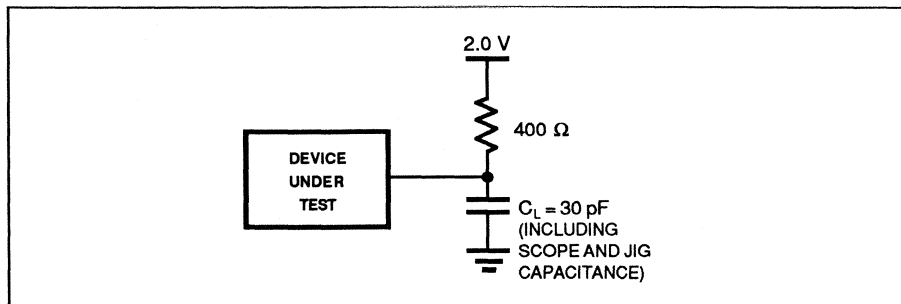 2.0 V
400 Ω
DEVICE
UNDER
TEST
C_L = 30 pF
(INCLUDING
SCOPE AND JIG
CAPACITANCE)